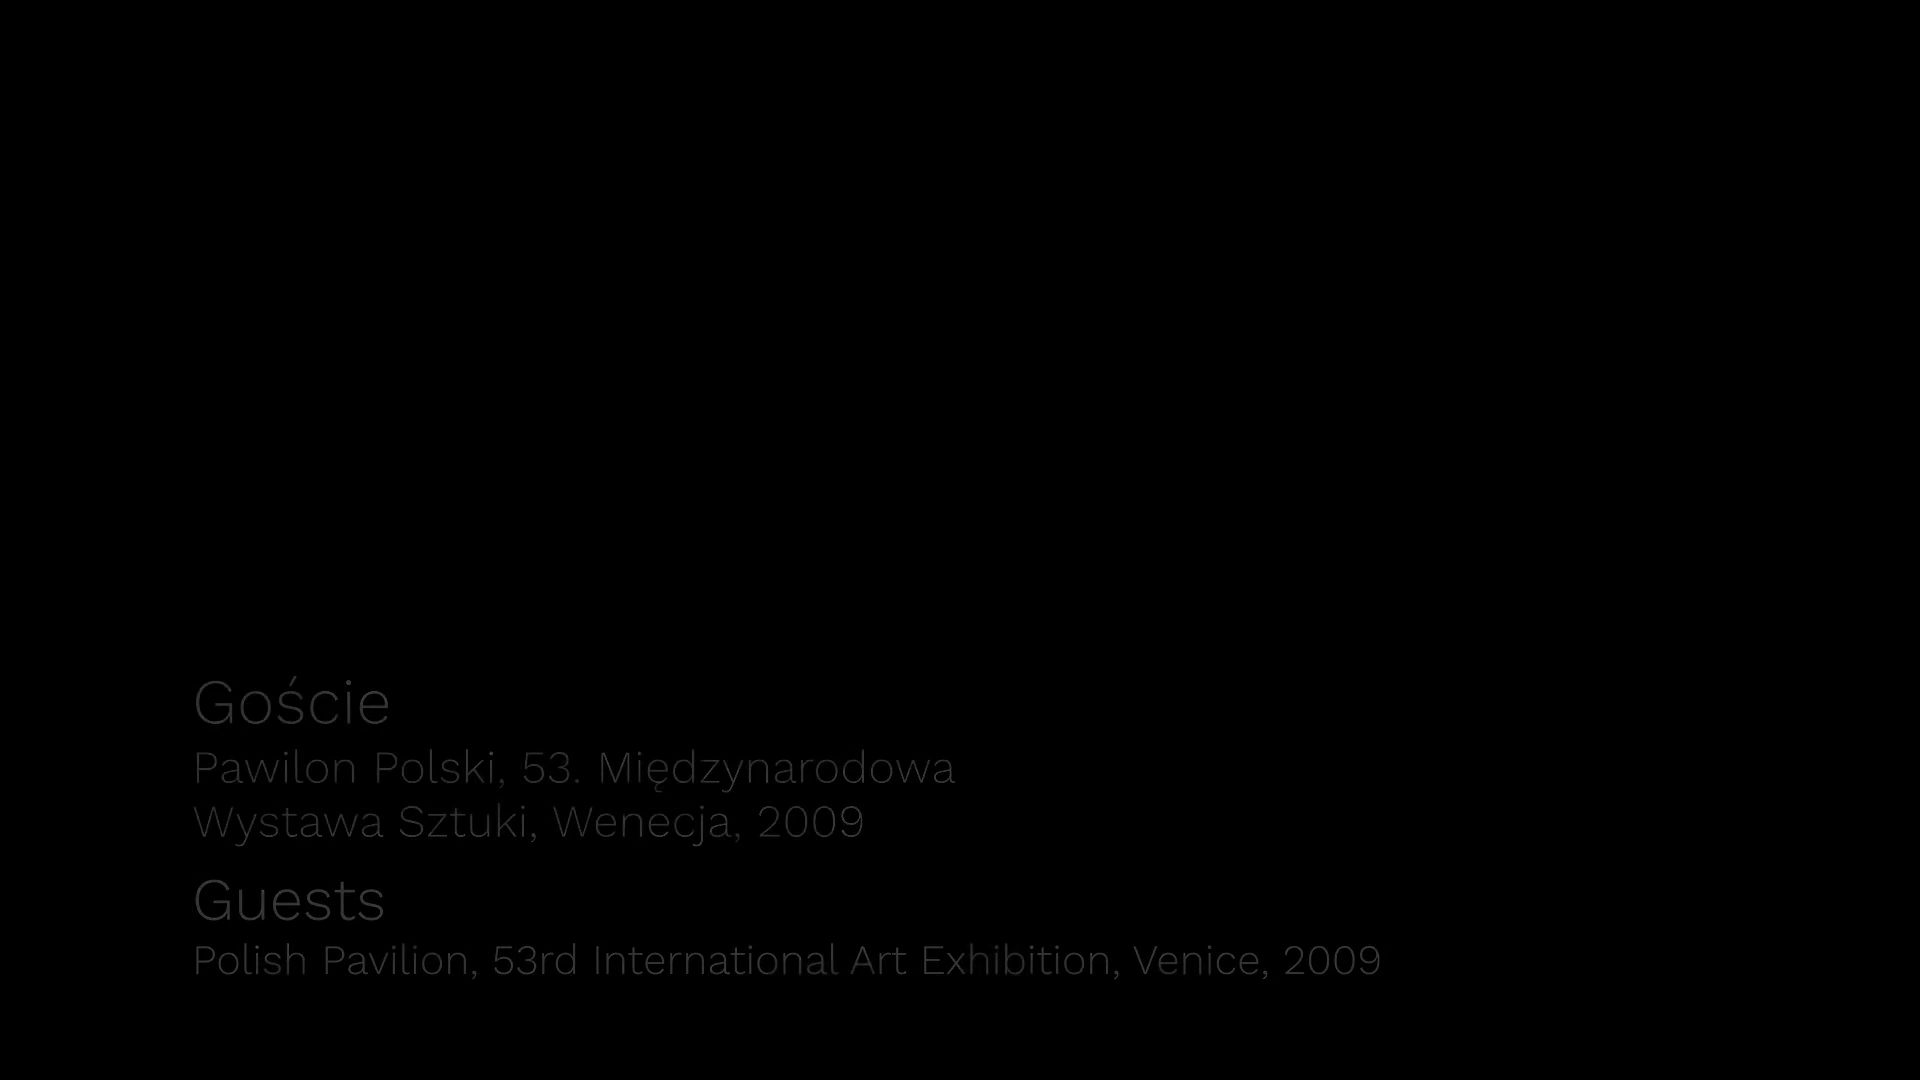 Goście
Pawilon Polski, 53. Międzynarodowa
Wystawa Sztuki, Wenecja, 2009
Guests
Polish Pavilion, 53rd International Art Exhibition, Venice, 2009